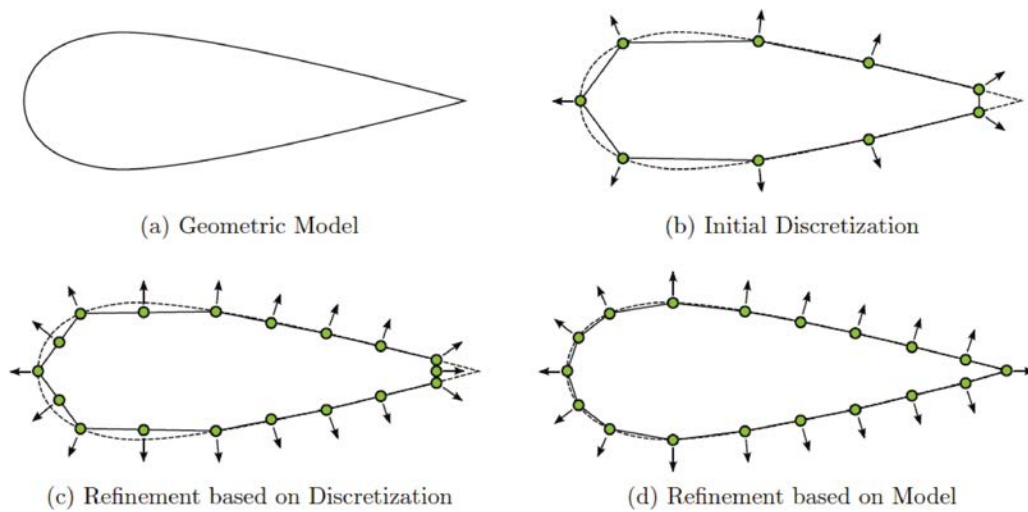 (a) Geometric Model
(b) Initial Discretization
(c) Refinement based on Discretization
(d) Refinement based on Model